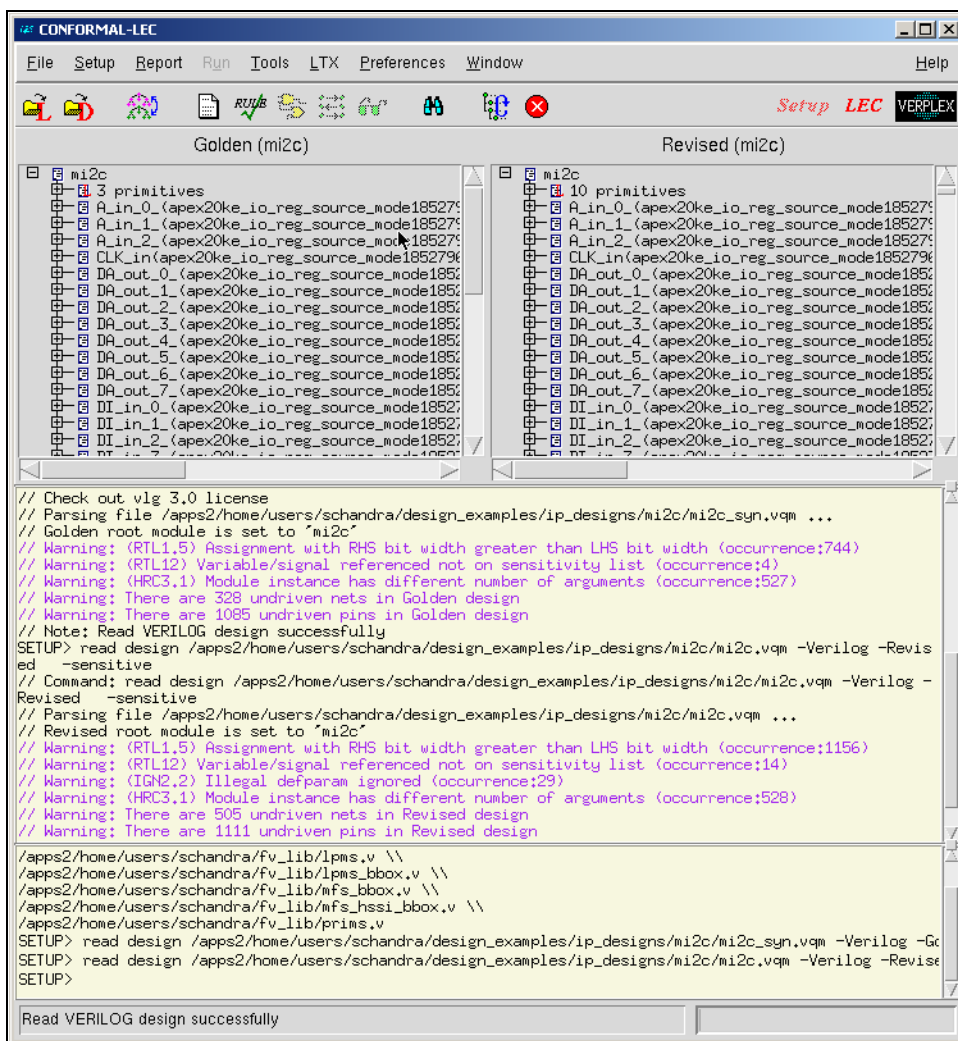 CONFORMAL-LEC
File Setup Report Run Tools LTX Preferences Window Help
Setup LEC VERPLEX
Golden (mi2c) Revised (mi2c)
mi2c
3 primitives
A_in_0_(apex20ke_io_reg_source_mode185279
A_in_1_(apex20ke_io_reg_source_mode185279
A_in_2_(apex20ke_io_reg_source_mode185279
CLK_in(apex20ke_io_reg_source_mode1852796
DA_out_0_(apex20ke_io_reg_source_mode1852
DA_out_1_(apex20ke_io_reg_source_mode1852
DA_out_2_(apex20ke_io_reg_source_mode1852
DA_out_3_(apex20ke_io_reg_source_mode1852
DA_out_4_(apex20ke_io_reg_source_mode1852
DA_out_5_(apex20ke_io_reg_source_mode1852
DA_out_6_(apex20ke_io_reg_source_mode1852
DA_out_7_(apex20ke_io_reg_source_mode1852
DI_in_0_(apex20ke_io_reg_source_mode18527
DI_in_1_(apex20ke_io_reg_source_mode18527
DI_in_2_(apex20ke_io_reg_source_mode18527
mi2c
10 primitives
A_in_0_(apex20ke_io_reg_source_mode185279
A_in_1_(apex20ke_io_reg_source_mode185279
A_in_2_(apex20ke_io_reg_source_mode185279
CLK_in(apex20ke_io_reg_source_mode1852796
DA_out_0_(apex20ke_io_reg_source_mode1852
DA_out_1_(apex20ke_io_reg_source_mode1852
DA_out_2_(apex20ke_io_reg_source_mode1852
DA_out_3_(apex20ke_io_reg_source_mode1852
DA_out_4_(apex20ke_io_reg_source_mode1852
DA_out_5_(apex20ke_io_reg_source_mode1852
DA_out_6_(apex20ke_io_reg_source_mode1852
DA_out_7_(apex20ke_io_reg_source_mode1852
DI_in_0_(apex20ke_io_reg_source_mode18527
DI_in_1_(apex20ke_io_reg_source_mode18527
DI_in_2_(apex20ke_io_reg_source_mode18527
// Check out vlg 3.0 license
// Parsing file /apps2/home/users/schandra/design_examples/ip_designs/mi2c/mi2c_syn.vqm ...
// Golden root module is set to "mi2c"
// Warning: (RTL1.5) Assignment with RHS bit width greater than LHS bit width (occurrence:744)
// Warning: (RTL12) Variable/signal referenced not on sensitivity list (occurrence:4)
// Warning: (HRC3.1) Module instance has different number of arguments (occurrence:527)
// Warning: There are 328 undriven nets in Golden design
// Warning: There are 1085 undriven pins in Golden design
// Note: Read VERILOG design successfully
SETUP> read design /apps2/home/users/schandra/design_examples/ip_designs/mi2c/mi2c.vqm -Verilog -Revis
ed -sensitive
// Command: read design /apps2/home/users/schandra/design_examples/ip_designs/mi2c/mi2c.vqm -Verilog -
Revised -sensitive
// Parsing file /apps2/home/users/schandra/design_examples/ip_designs/mi2c/mi2c.vqm ...
// Revised root module is set to "mi2c"
// Warning: (RTL1.5) Assignment with RHS bit width greater than LHS bit width (occurrence:1156)
// Warning: (RTL12) Variable/signal referenced not on sensitivity list (occurrence:14)
// Warning: (IGN2.2) Illegal defparam ignored (occurrence:29)
// Warning: (HRC3.1) Module instance has different number of arguments (occurrence:528)
// Warning: There are 505 undriven nets in Revised design
// Warning: There are 1111 undriven pins in Revised design
/apps2/home/users/schandra/fv_lib/lpms.v \\
/apps2/home/users/schandra/fv_lib/lpms_bbox.v \\
/apps2/home/users/schandra/fv_lib/mfs_bbox.v \\
/apps2/home/users/schandra/fv_lib/mfs_hssi_bbox.v \\
/apps2/home/users/schandra/fv_lib/prims.v
SETUP> read design /apps2/home/users/schandra/design_examples/ip_designs/mi2c/mi2c_syn.vqm -Verilog -Go
SETUP> read design /apps2/home/users/schandra/design_examples/ip_designs/mi2c/mi2c.vqm -Verilog -Revise
SETUP>
Read VERILOG design successfully